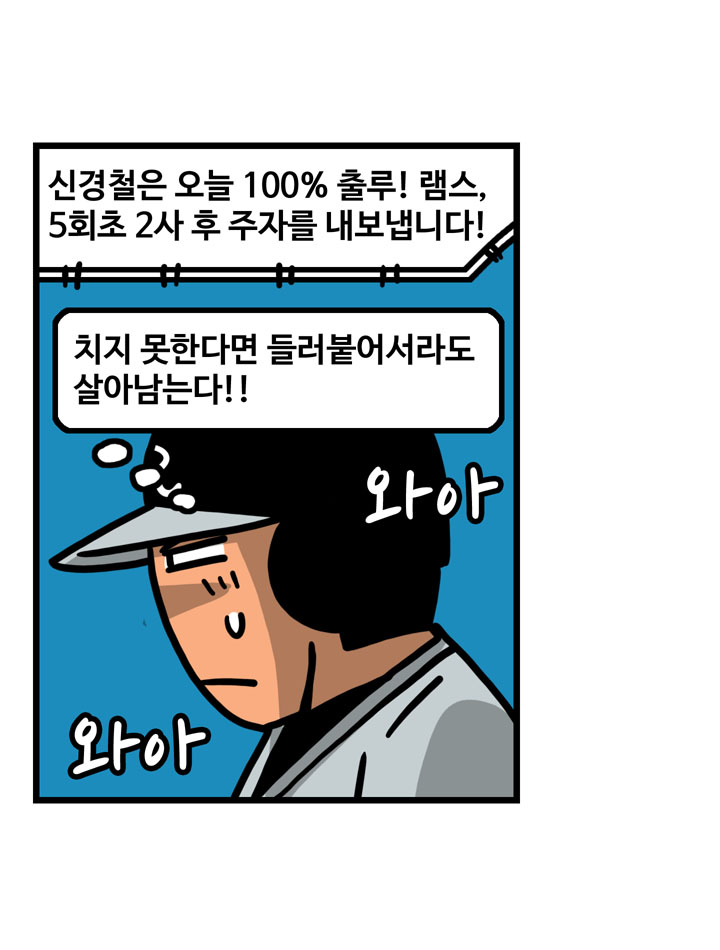 신경철은 오늘 100% 출루! 램스,
5회초 2사 후 주자를 내보냅니다!
치지 못한다면 들러붙어서라도
살아남는다!!
와아
와아